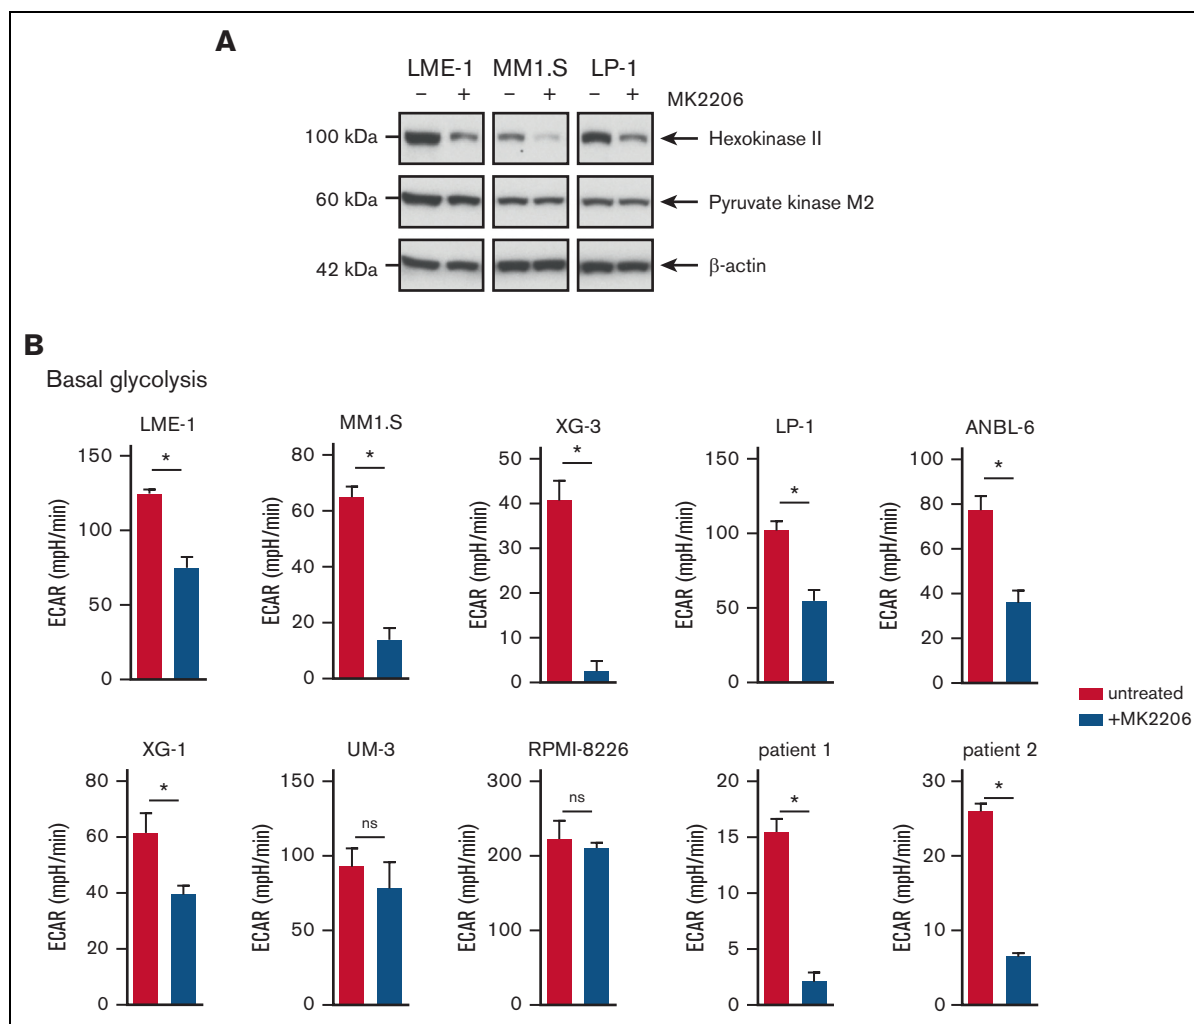 A
LME-1 MM1.S LP-1
– + – + – + MK2206
100 kDa Hexokinase II
60 kDa Pyruvate kinase M2
42 kDa β-actin
B
Basal glycolysis
LME-1
ECAR (mpH/min)
150
100
50
0
*
MM1.S
ECAR (mpH/min)
80
60
40
20
0
*
XG-3
ECAR (mpH/min)
50
40
30
20
10
0
*
LP-1
ECAR (mpH/min)
150
100
50
0
*
ANBL-6
ECAR (mpH/min)
100
80
60
40
20
0
*
untreated
+MK2206
XG-1
ECAR (mpH/min)
80
60
40
20
0
*
UM-3
ECAR (mpH/min)
150
100
50
0
ns
RPMI-8226
ECAR (mpH/min)
300
200
100
0
ns
patient 1
ECAR (mpH/min)
20
15
10
5
0
*
patient 2
ECAR (mpH/min)
30
20
10
0
*